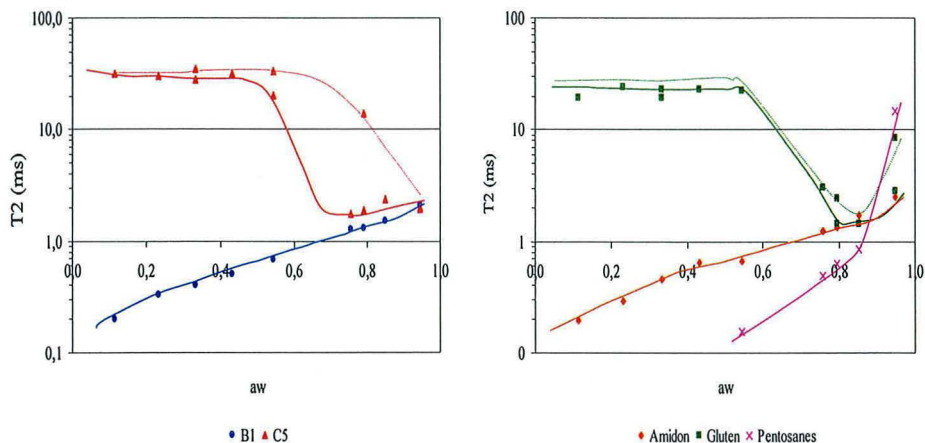 100,0
10,0
1,0
0,1
T2 (ms)
0,0 0,2 0,4 0,6 0,8 1,0
aw
B1 C5
100
10
1
0
T2 (ms)
0,0 0,2 0,4 0,6 0,8 1,0
aw
Amidon Gluten Pentosanes